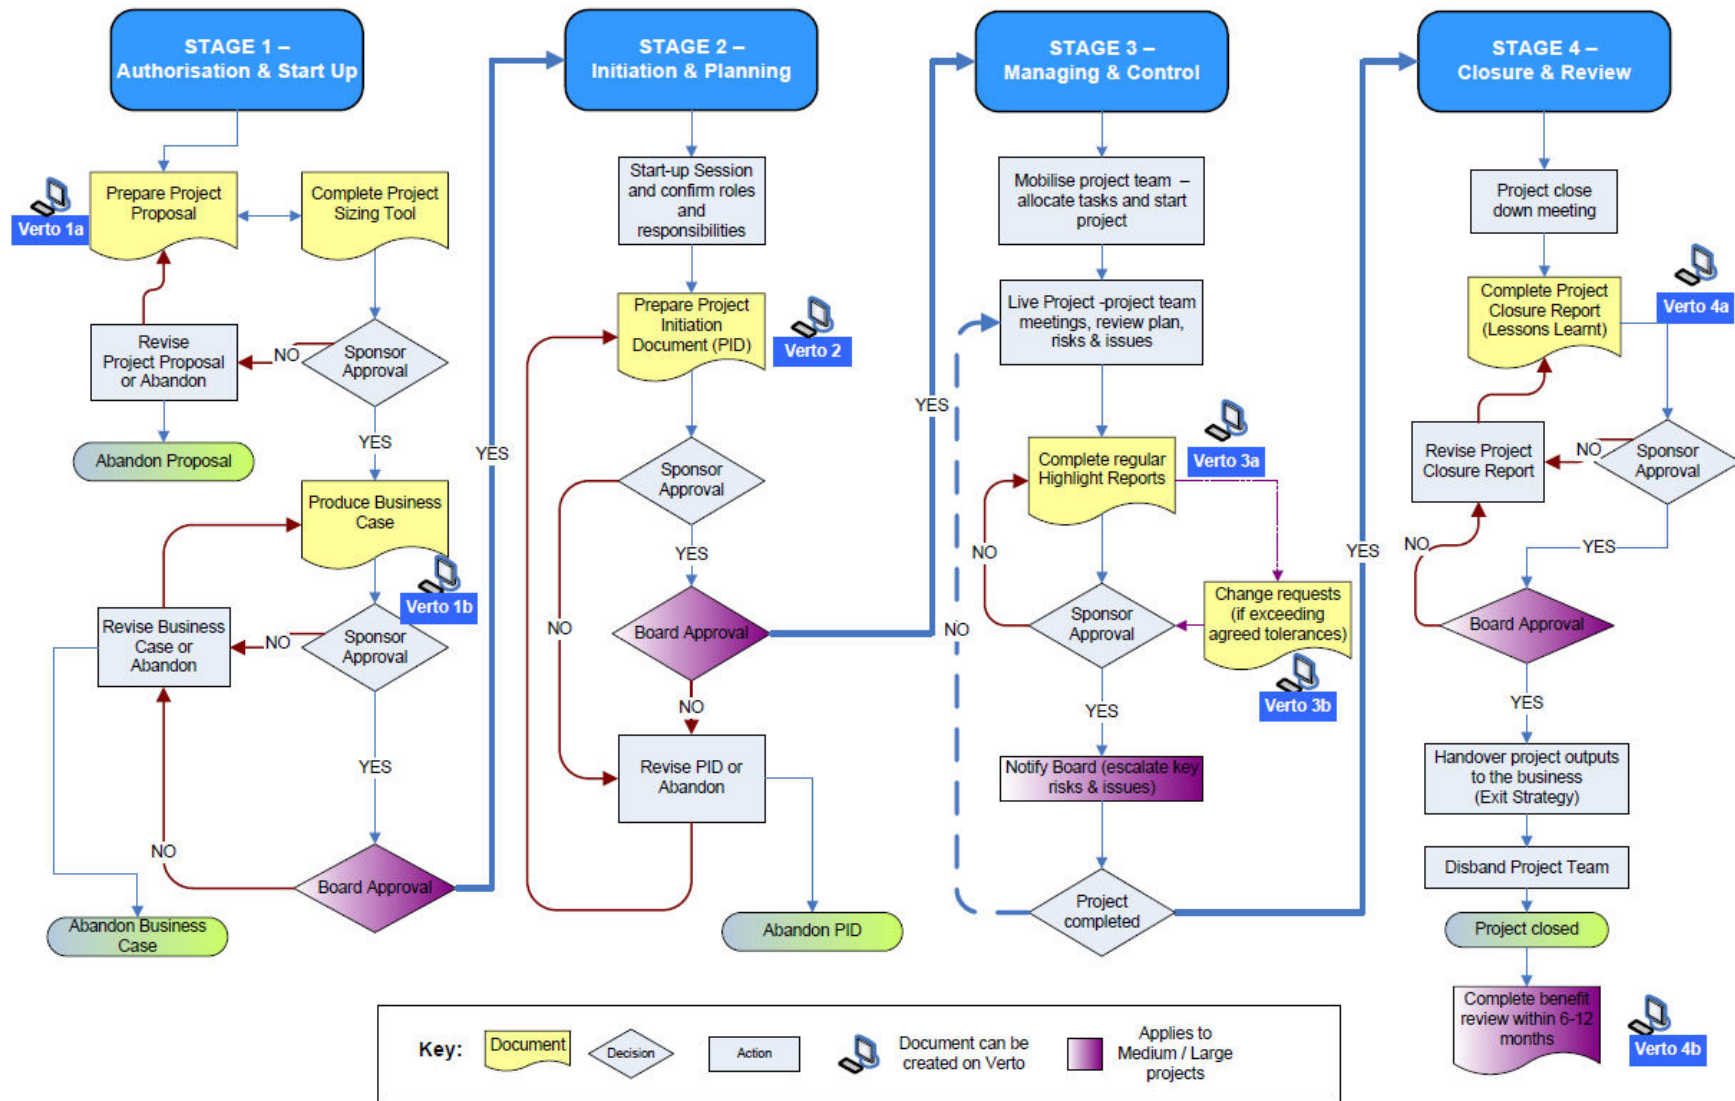 STAGE 1 –
Authorisation & Start Up
Prepare Project
Proposal
Verto 1a
Complete Project
Sizing Tool
Revise
Project Proposal
or Abandon
NO
Sponsor
Approval
Abandon Proposal
YES
Produce Business
Case
Verto 1b
Revise Business
Case or
Abandon
NO
Sponsor
Approval
YES
NO
Board Approval
Abandon Business
Case
YES
STAGE 2 –
Initiation & Planning
Start-up Session
and confirm roles
and
responsibilities
Prepare Project
Initiation
Document (PID)
Verto 2
Sponsor
Approval
YES
NO
Board Approval
NO
Revise PID or
Abandon
Abandon PID
YES
STAGE 3 –
Managing & Control
Mobilise project team –
allocate tasks and start
project
Live Project -project team
meetings, review plan,
risks & issues
Complete regular
Highlight Reports
Verto 3a
NO
NO
Sponsor
Approval
Change requests
(if exceeding
agreed tolerances)
Verto 3b
YES
Notify Board (escalate key
risks & issues)
Project
completed
YES
STAGE 4 –
Closure & Review
Project close
down meeting
Complete Project
Closure Report
(Lessons Learnt)
Verto 4a
Revise Project
Closure Report
NO
Sponsor
Approval
YES
NO
Board Approval
YES
Handover project outputs
to the business
(Exit Strategy)
Disband Project Team
Project closed
Complete benefit
review within 6-12
months
Verto 4b
Key:
Document
Decision
Action
Document can be
created on Verto
Applies to
Medium / Large
projects